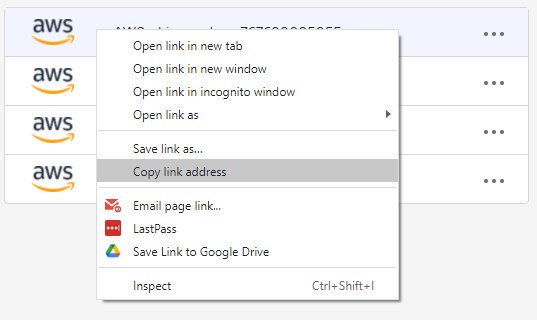 aws
Open link in new tab
Open link in new window
aws
Open link in incognito window
Open link as
aws
Save link as...
Copy link address
aws
Email page link...
LastPass
Save Link to Google Drive
Inspect Ctrl+Shift+I